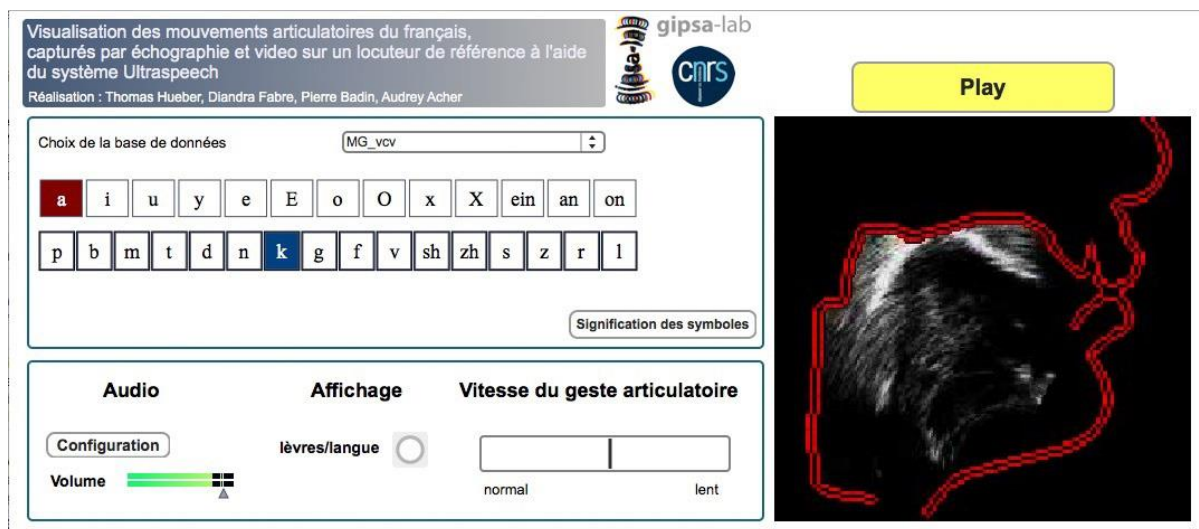 Visualisation des mouvements articulatoires du français,
capturés par échographie et video sur un locuteur de référence à l'aide
du système Ultraspeech
Réalisation : Thomas Hueber, Diandra Fabre, Pierre Badin, Audrey Acher
gipsa-lab
cnrs
Play
Choix de la base de données MG_vcv
a i u y e E o O x X ein an on
p b m t d n k g f v sh zh s z r l
Signification des symboles
Audio Affichage Vitesse du geste articulatoire
Configuration lèvres/langue
Volume
normal lent